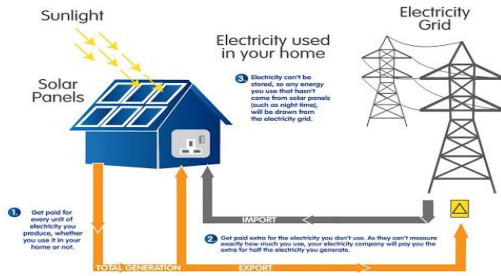 Sunlight
Electricity
Grid
Electricity used
in your home
Solar
Panels
3. Electricity can't be
stored, so any energy
you use that hasn't
come from solar panels
(such as night time),
will be drawn from
the electricity grid.
1. Get paid for
every unit of
electricity you
produce, whether
you use it in your
home or not.
IMPORT
2. Get paid extra for the electricity you don't use. As they can't measure
exactly how much you use, your electricity company will pay you the
extra for half the electricity you generate.
TOTAL GENERATION
EXPORT